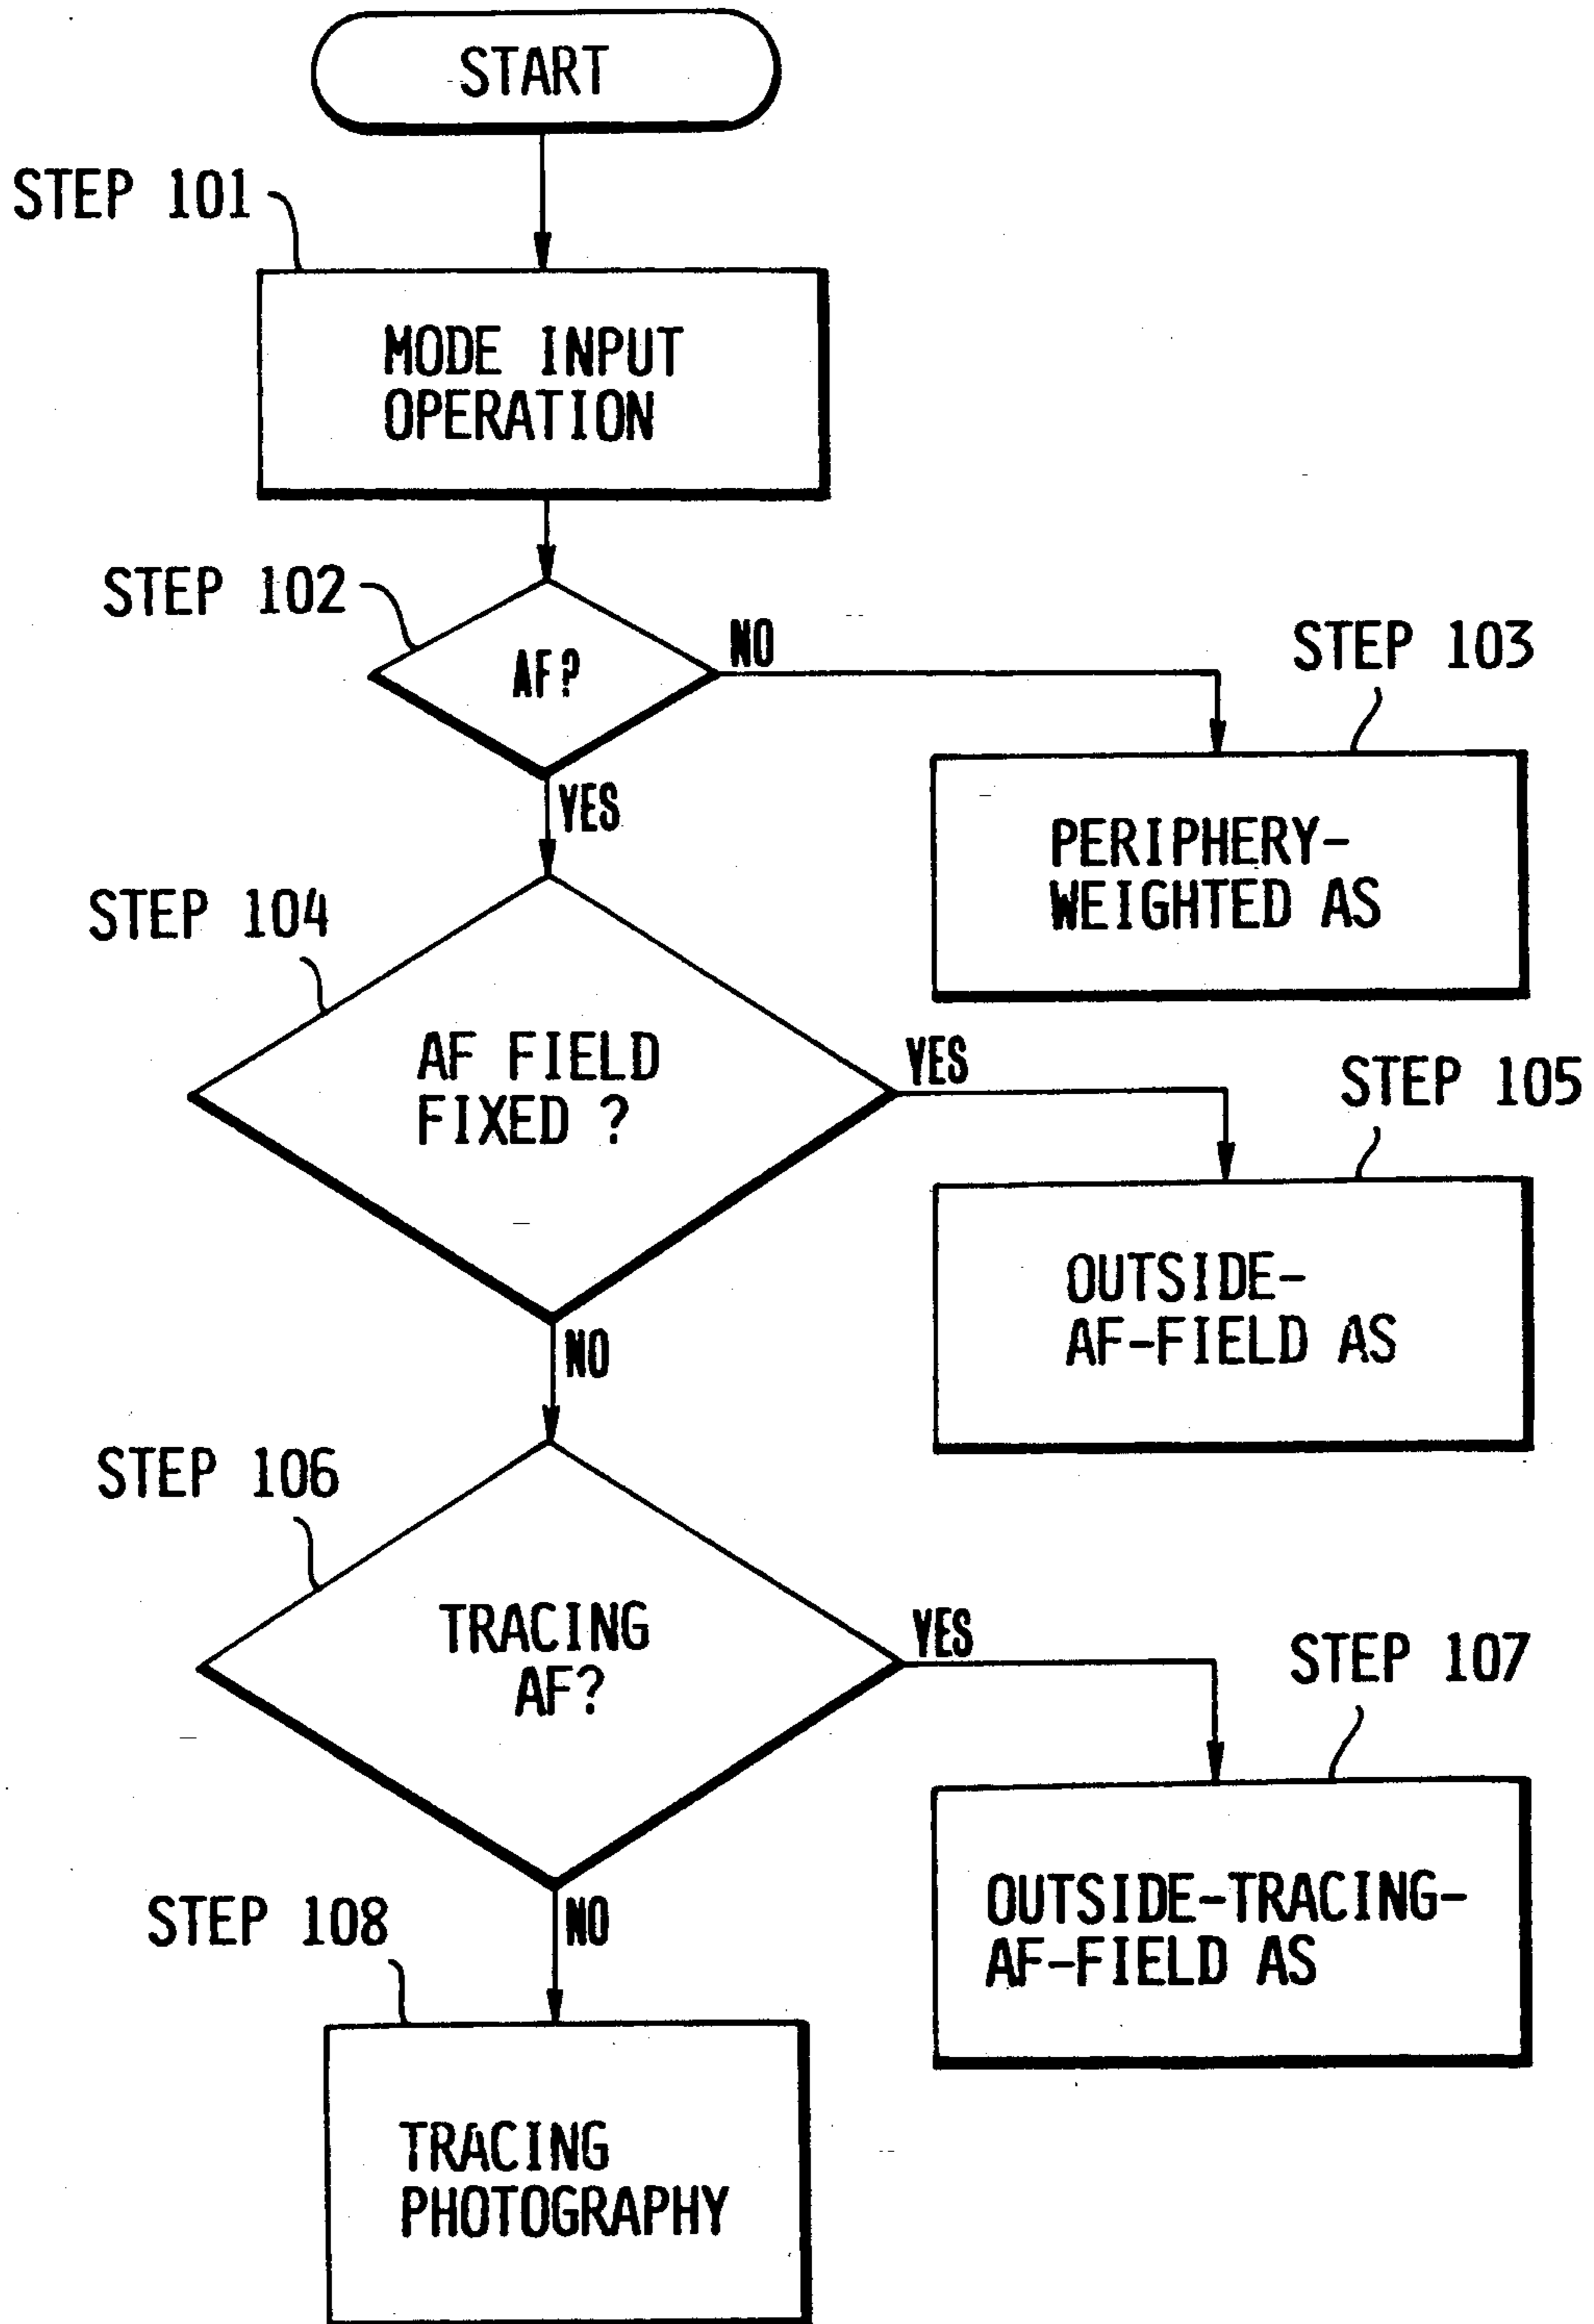 START
STEP 101
MODE INPUT
OPERATION
STEP 102
AF?
NO
STEP 103
YES
PERIPHERY-
WEIGHTED AS
STEP 104
AF FIELD
FIXED ?
YES
STEP 105
OUTSIDE-
AF-FIELD AS
NO
STEP 106
TRACING
AF?
YES
STEP 107
OUTSIDE-TRACING-
AF-FIELD AS
STEP 108
NO
TRACING
PHOTOGRAPHY